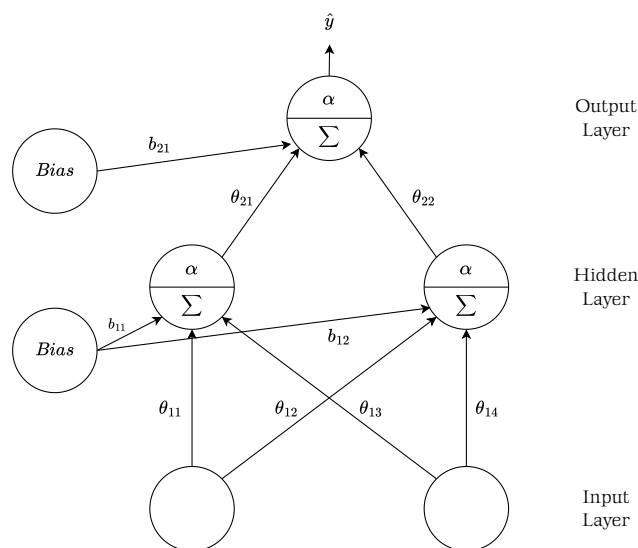 ŷ
α
Σ
Output
Layer
b₂₁
Bias
θ₂₁
θ₂₂
α
Σ
α
Σ
Hidden
Layer
b₁₁
b₁₂
Bias
θ₁₁
θ₁₂
θ₁₃
θ₁₄
Input
Layer